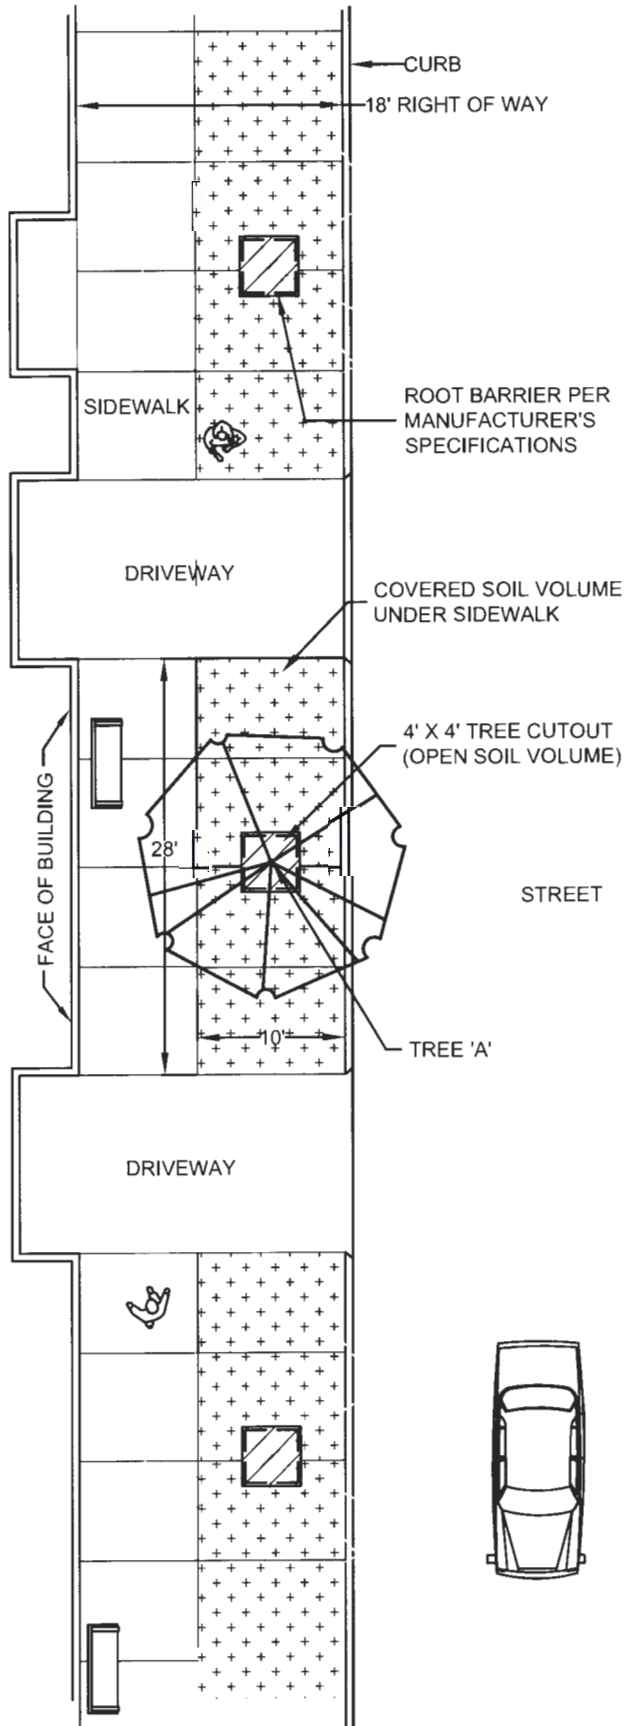 CURB
18' RIGHT OF WAY
ROOT BARRIER PER
MANUFACTURER'S
SPECIFICATIONS
SIDEWALK
DRIVEWAY
COVERED SOIL VOLUME
UNDER SIDEWALK
4' X 4' TREE CUTOUT
(OPEN SOIL VOLUME)
FACE OF BUILDING
28'
STREET
10'
TREE 'A'
DRIVEWAY